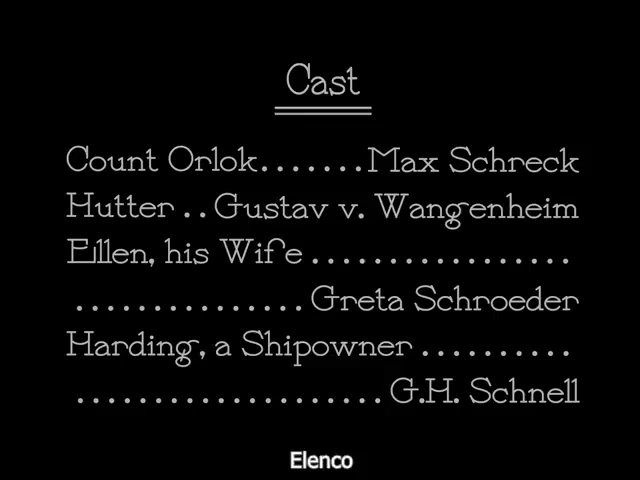 Cast
Count Orlok.......Max Schreck
Hutter..Gustav v. Wangenheim
Ellen, his Wife.................
...............Greta Schroeder
Harding, a Shipowner..........
....................G.H. Schnell
Elenco